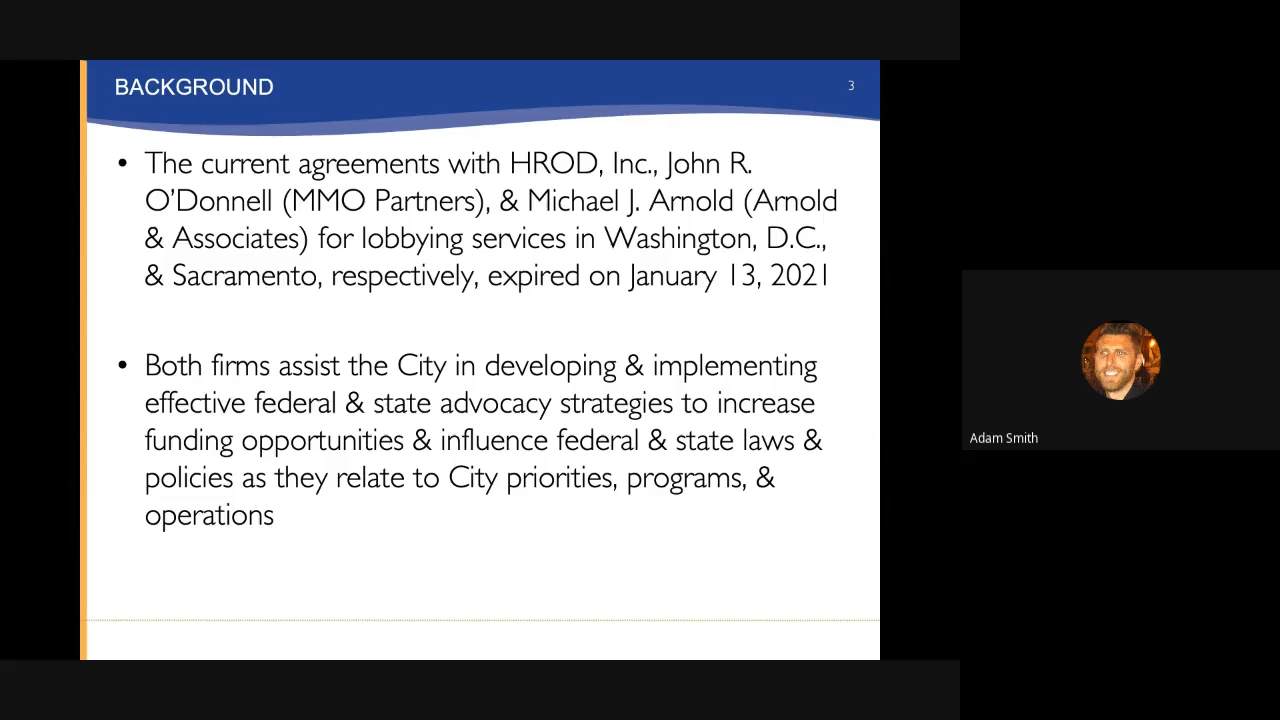 BACKGROUND
3
• The current agreements with HROD, Inc., John R.
O’Donnell (MMO Partners), & Michael J. Arnold (Arnold
& Associates) for lobbying services in Washington, D.C.,
& Sacramento, respectively, expired on January 13, 2021
• Both firms assist the City in developing & implementing
effective federal & state advocacy strategies to increase
funding opportunities & influence federal & state laws &
policies as they relate to City priorities, programs, &
operations
Adam Smith